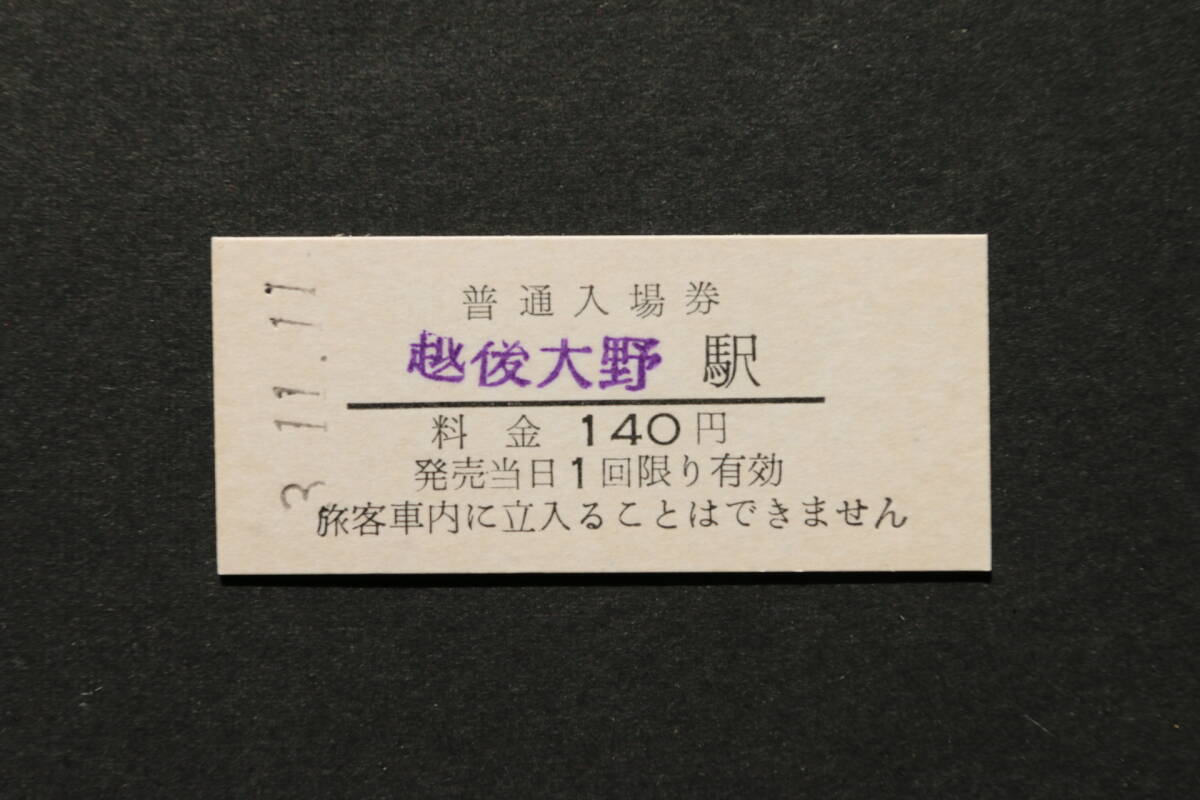 3.11.11
普通入場券
越後大野 駅
料金 140円
発売当日1回限り有効
旅客車内に立入ることはできません